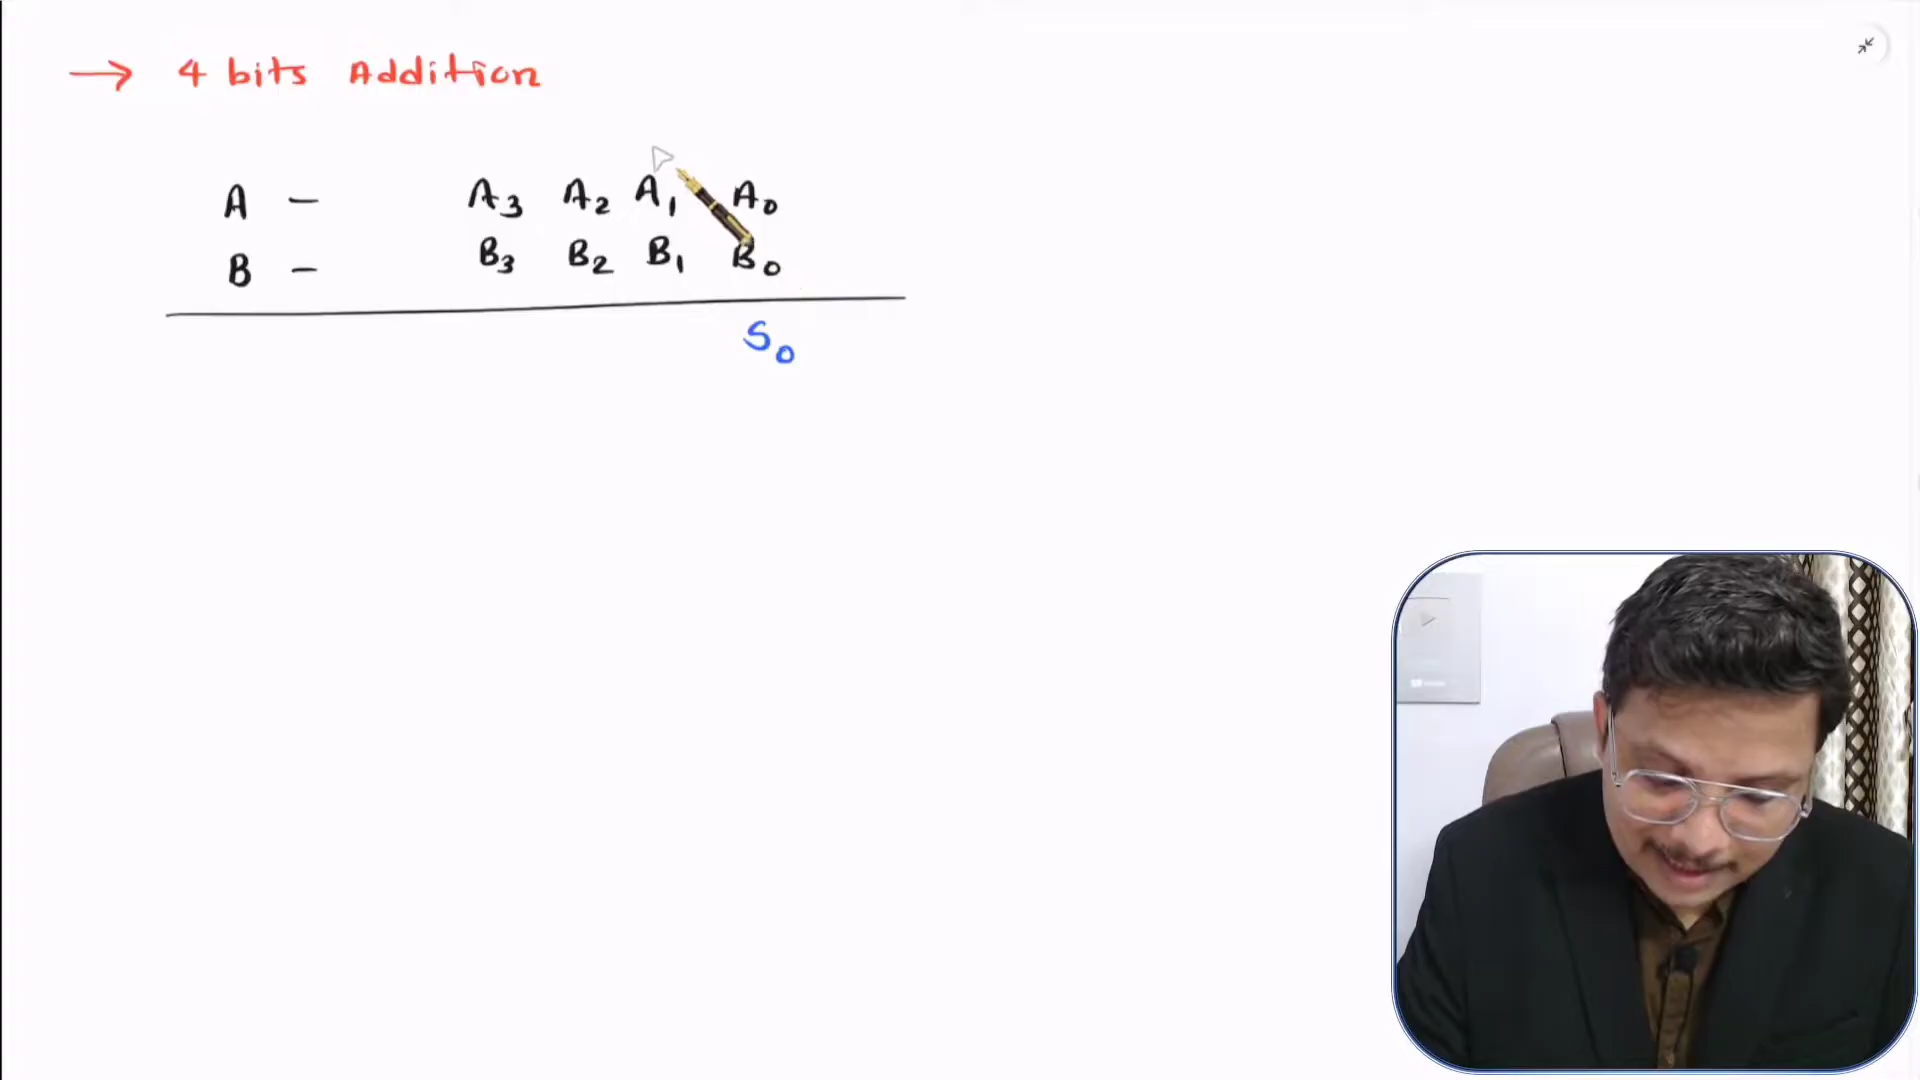 → 4 bits Addition
A - A₃ A₂ A₁ A₀
B - B₃ B₂ B₁ B₀
S₀